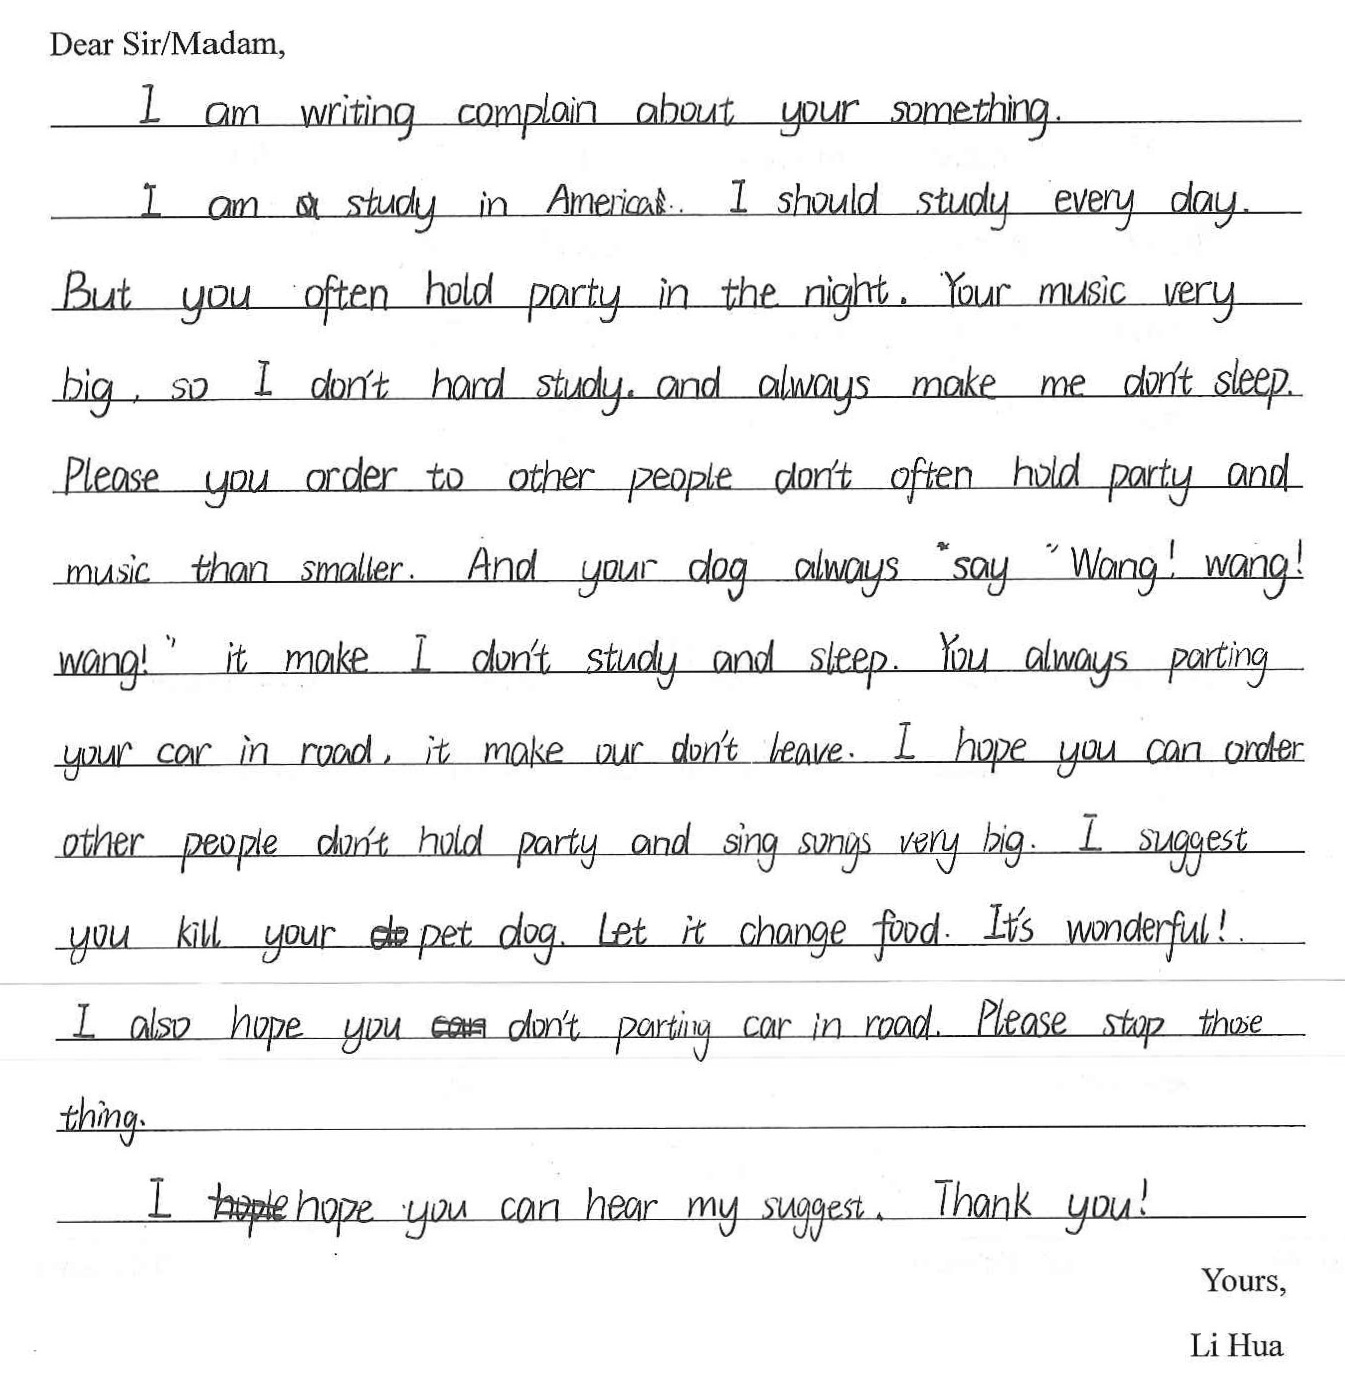 Dear Sir/Madam,
I am writing complain about your something.
I am study in America. I should study every day.
But you often hold party in the night. Your music very
big, so I don't hard study. and always make me don't sleep.
Please you order to other people don't often hold party and
music than smaller. And your dog always "say "Wang! wang!
wang!" it make I don't study and sleep. You always parting
your car in road, it make our don't leave. I hope you can order
other people don't hold party and sing songs very big. I suggest
you kill your pet dog. Let it change food. It's wonderful!.
I also hope you don't parting car in road. Please stop those
thing.
I hope you can hear my suggest. Thank you!
Yours,
Li Hua